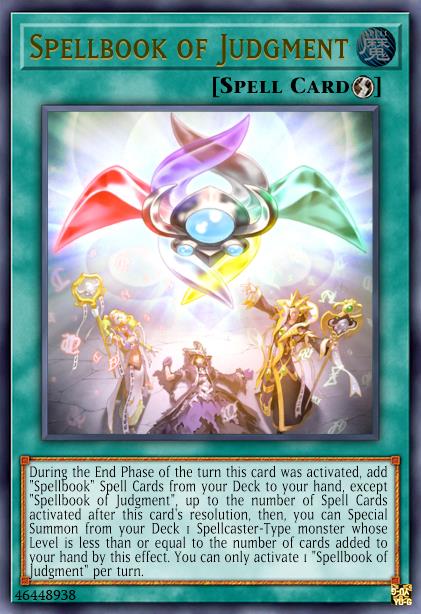 SPELLBOOK OF JUDGMENT
SPELL
魔
[SPELL CARD]
During the End Phase of the turn this card was activated, add
"Spellbook" Spell Cards from your Deck to your hand, except
"Spellbook of Judgment", up to the number of Spell Cards
activated after this card's resolution, then, you can Special
Summon from your Deck 1 Spellcaster-Type monster whose
Level is less than or equal to the number of cards added to
your hand by this effect. You can only activate 1 "Spellbook of
Judgment" per turn.
46448938